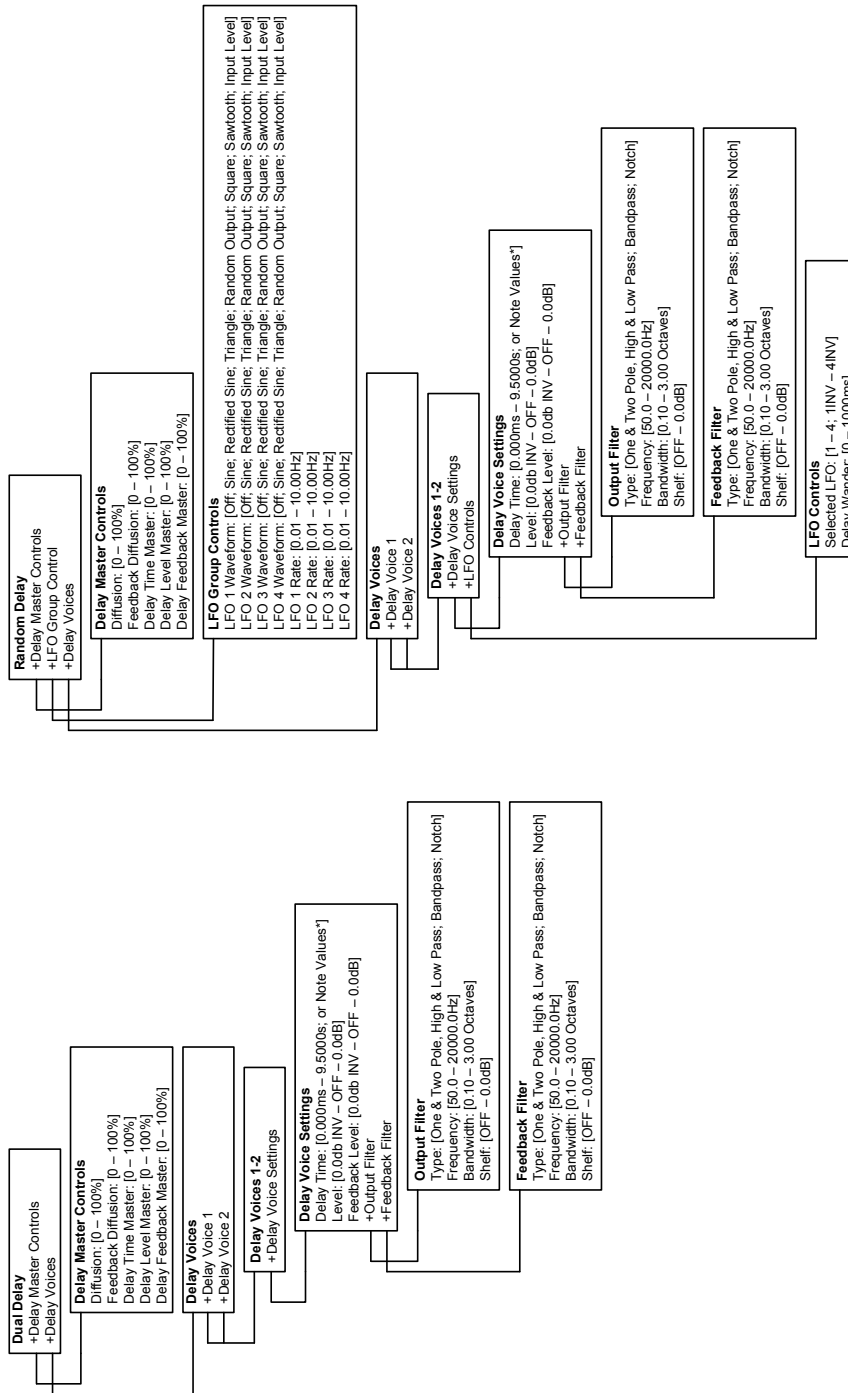 Dual Delay
+Delay Master Controls
+Delay Voices
Delay Master Controls
Diffusion: [0 – 100%]
Feedback Diffusion: [0 – 100%]
Delay Time Master: [0 – 100%]
Delay Level Master: [0 – 100%]
Delay Feedback Master: [0 – 100%]
Delay Voices
+Delay Voice 1
+Delay Voice 2
Delay Voices 1-2
+Delay Voice Settings
Delay Voice Settings
Delay Time: [0.000ms – 9.5000s; or Note Values*]
Level: [0.0db INV – OFF – 0.0dB]
Feedback Level: [0.0db INV – OFF – 0.0dB]
+Output Filter
+Feedback Filter
Output Filter
Type: [One & Two Pole, High & Low Pass; Bandpass; Notch]
Frequency: [50.0 – 20000.0Hz]
Bandwidth: [0.10 – 3.00 Octaves]
Shelf: [OFF – 0.0dB]
Feedback Filter
Type: [One & Two Pole, High & Low Pass; Bandpass; Notch]
Frequency: [50.0 – 20000.0Hz]
Bandwidth: [0.10 – 3.00 Octaves]
Shelf: [OFF – 0.0dB]
Random Delay
+Delay Master Controls
+LFO Group Control
+Delay Voices
Delay Master Controls
Diffusion: [0 – 100%]
Feedback Diffusion: [0 – 100%]
Delay Time Master: [0 – 100%]
Delay Level Master: [0 – 100%]
Delay Feedback Master: [0 – 100%]
LFO Group Controls
LFO 1 Waveform: [Off; Sine; Rectified Sine; Triangle; Random Output; Square; Sawtooth; Input Level]
LFO 2 Waveform: [Off; Sine; Rectified Sine; Triangle; Random Output; Square; Sawtooth; Input Level]
LFO 3 Waveform: [Off; Sine; Rectified Sine; Triangle; Random Output; Square; Sawtooth; Input Level]
LFO 4 Waveform: [Off; Sine; Rectified Sine; Triangle; Random Output; Square; Sawtooth; Input Level]
LFO 1 Rate: [0.01 – 10.00Hz]
LFO 2 Rate: [0.01 – 10.00Hz]
LFO 3 Rate: [0.01 – 10.00Hz]
LFO 4 Rate: [0.01 – 10.00Hz]
Delay Voices
+Delay Voice 1
+Delay Voice 2
Delay Voices 1-2
+Delay Voice Settings
+LFO Controls
Delay Voice Settings
Delay Time: [0.000ms – 9.5000s; or Note Values*]
Level: [0.0db INV – OFF – 0.0dB]
Feedback Level: [0.0db INV – OFF – 0.0dB]
+Output Filter
+Feedback Filter
Output Filter
Type: [One & Two Pole, High & Low Pass; Bandpass; Notch]
Frequency: [50.0 – 20000.0Hz]
Bandwidth: [0.10 – 3.00 Octaves]
Shelf: [OFF – 0.0dB]
Feedback Filter
Type: [One & Two Pole, High & Low Pass; Bandpass; Notch]
Frequency: [50.0 – 20000.0Hz]
Bandwidth: [0.10 – 3.00 Octaves]
Shelf: [OFF – 0.0dB]
LFO Controls
Selected LFO: [1 – 4; 1INV – 4INV]
Delay Wander: [0 – 1000ms]